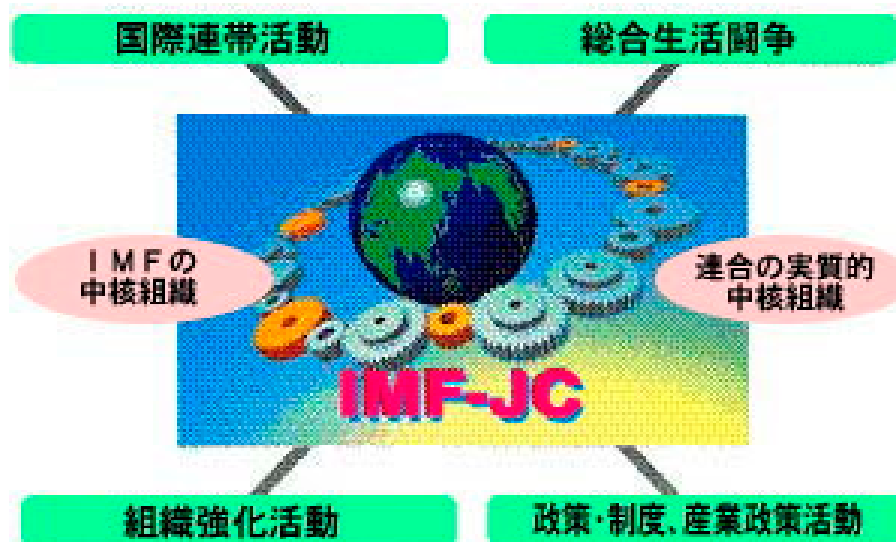 国際連帯活動
総合生活闘争
IMFの
中核組織
連合の実質的
中核組織
IMF-JC
組織強化活動
政策・制度、産業政策活動